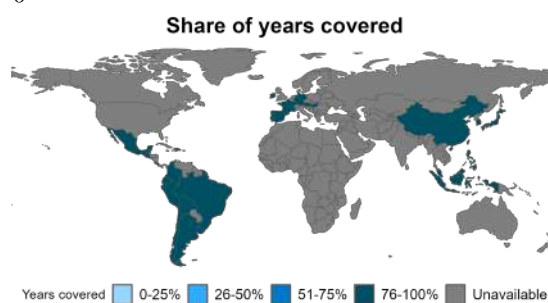 Share of years covered
Years covered 0-25% 26-50% 51-75% 76-100% Unavailable